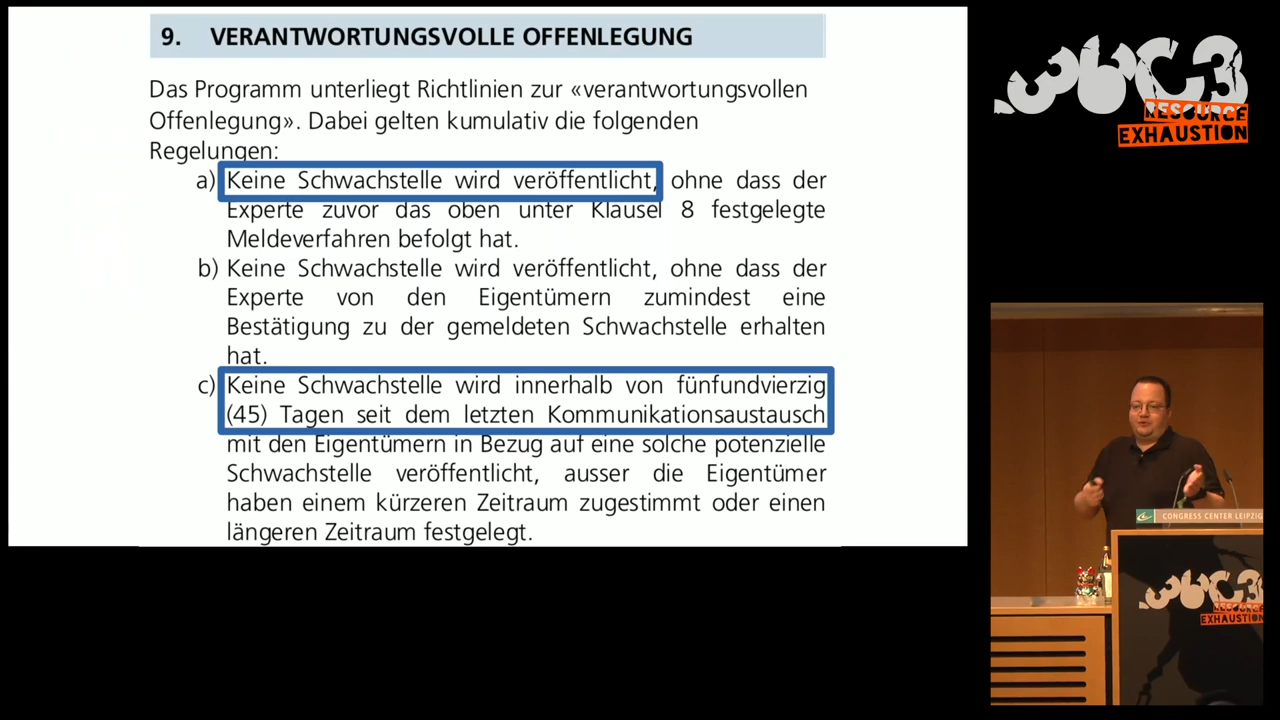 9. VERANTWORTUNGSVOLLE OFFENLEGUNG
Das Programm unterliegt Richtlinien zur «verantwortungsvollen
Offenlegung». Dabei gelten kumulativ die folgenden
Regelungen:
a) Keine Schwachstelle wird veröffentlicht, ohne dass der
Experte zuvor das oben unter Klausel 8 festgelegte
Meldeverfahren befolgt hat.
b) Keine Schwachstelle wird veröffentlicht, ohne dass der
Experte von den Eigentümern zumindest eine
Bestätigung zu der gemeldeten Schwachstelle erhalten
hat.
c) Keine Schwachstelle wird innerhalb von fünfundvierzig
(45) Tagen seit dem letzten Kommunikationsaustausch
mit den Eigentümern in Bezug auf eine solche potenzielle
Schwachstelle veröffentlicht, ausser die Eigentümer
haben einem kürzeren Zeitraum zugestimmt oder einen
längeren Zeitraum festgelegt.
36C3
RESOURCE
EXHAUSTION
CONGRESS CENTER LEIPZIG
36C3
RESOURCE
EXHAUSTION